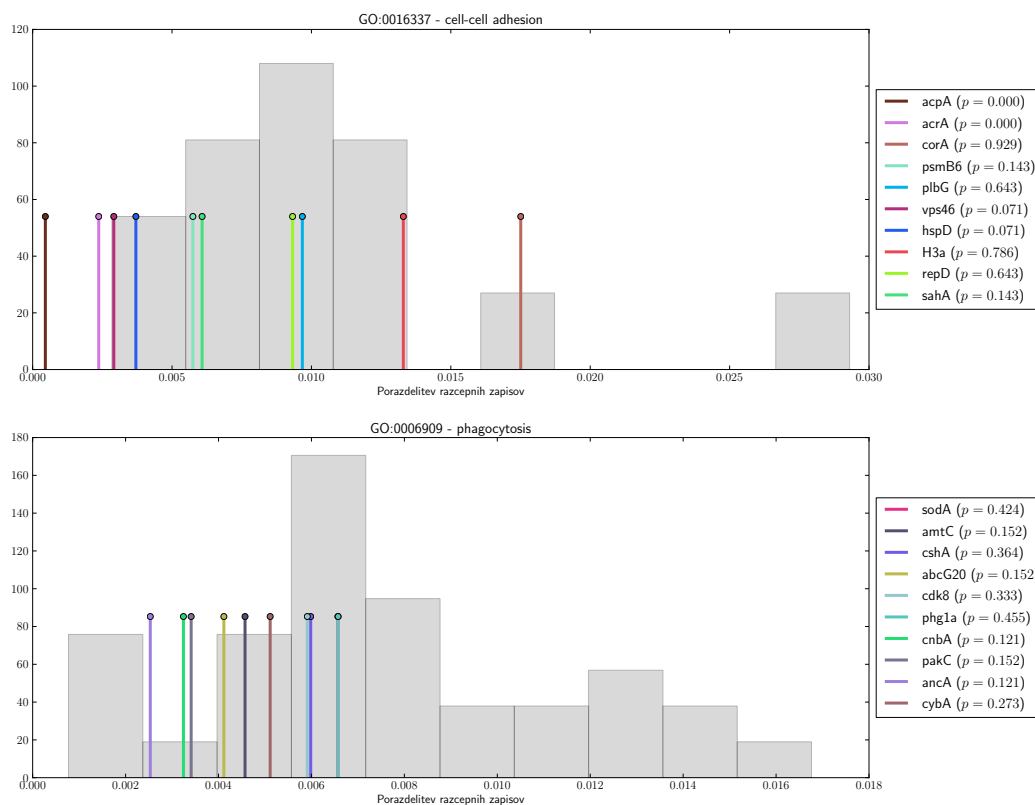 GO:0016337 - cell-cell adhesion
120
100
80
60
40
20
0
0.000 0.005 0.010 0.015 0.020 0.025 0.030
Porazdelitev razcepnih zapisov
acpA (p = 0.000)
acrA (p = 0.000)
corA (p = 0.929)
psmB6 (p = 0.143)
plbG (p = 0.643)
vps46 (p = 0.071)
hspD (p = 0.071)
H3a (p = 0.786)
repD (p = 0.643)
sahA (p = 0.143)
GO:0006909 - phagocytosis
180
160
140
120
100
80
60
40
20
0
0.000 0.002 0.004 0.006 0.008 0.010 0.012 0.014 0.016 0.018
Porazdelitev razcepnih zapisov
sodA (p = 0.424)
amtC (p = 0.152)
cshA (p = 0.364)
abcG20 (p = 0.152)
cdk8 (p = 0.333)
phg1a (p = 0.455)
cnbA (p = 0.121)
pakC (p = 0.152)
ancA (p = 0.121)
cybA (p = 0.273)